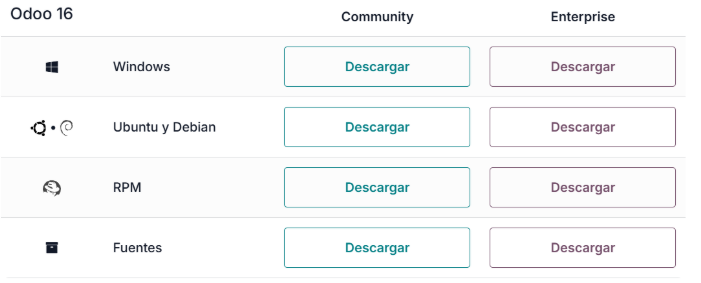 Odoo 16 Community Enterprise
Windows Descargar Descargar
Ubuntu y Debian Descargar Descargar
RPM Descargar Descargar
Fuentes Descargar Descargar